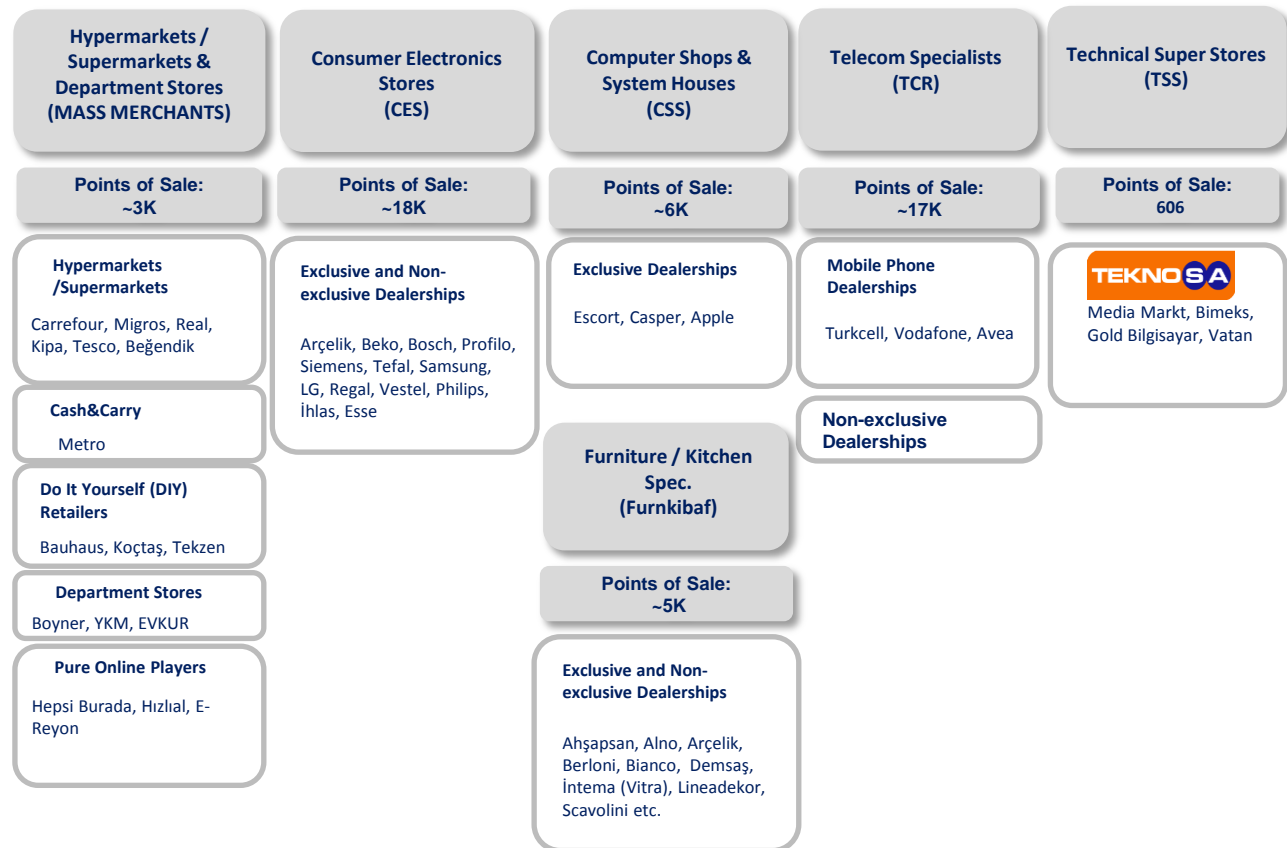 Hypermarkets /
Supermarkets &
Department Stores
(MASS MERCHANTS)
Points of Sale:
~3K
Hypermarkets
/Supermarkets
Carrefour, Migros, Real,
Kipa, Tesco, Beğendik
Cash&Carry
Metro
Do It Yourself (DIY)
Retailers
Bauhaus, Koçtaş, Tekzen
Department Stores
Boyner, YKM, EVKUR
Pure Online Players
Hepsi Burada, Hızlıal, E-
Reyon
Consumer Electronics
Stores
(CES)
Points of Sale:
~18K
Exclusive and Non-
exclusive Dealerships
Arçelik, Beko, Bosch, Profilo,
Siemens, Tefal, Samsung,
LG, Regal, Vestel, Philips,
İhlas, Esse
Computer Shops &
System Houses
(CSS)
Points of Sale:
~6K
Exclusive Dealerships
Escort, Casper, Apple
Furniture / Kitchen
Spec.
(Furnkibaf)
Points of Sale:
~5K
Exclusive and Non-
exclusive Dealerships
Ahşapsan, Alno, Arçelik,
Berloni, Bianco, Demsaş,
İntema (Vitra), Lineadekor,
Scavolini etc.
Telecom Specialists
(TCR)
Points of Sale:
~17K
Mobile Phone
Dealerships
Turkcell, Vodafone, Avea
Non-exclusive
Dealerships
Technical Super Stores
(TSS)
Points of Sale:
606
TEKNOSA
Media Markt, Bimeks,
Gold Bilgisayar, Vatan